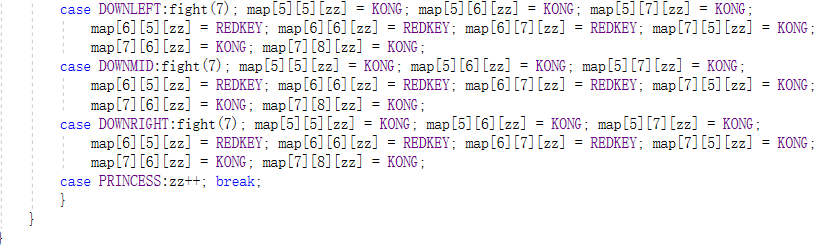 case DOWNLEFT:fight(7); map[5][5][zz] = KONG; map[5][6][zz] = KONG; map[5][7][zz] = KONG;
map[6][5][zz] = REDKEY; map[6][6][zz] = REDKEY; map[6][7][zz] = REDKEY; map[7][5][zz] = KONG;
map[7][6][zz] = KONG; map[7][8][zz] = KONG;
case DOWNMID:fight(7); map[5][5][zz] = KONG; map[5][6][zz] = KONG; map[5][7][zz] = KONG;
map[6][5][zz] = REDKEY; map[6][6][zz] = REDKEY; map[6][7][zz] = REDKEY; map[7][5][zz] = KONG;
map[7][6][zz] = KONG; map[7][8][zz] = KONG;
case DOWNRIGHT:fight(7); map[5][5][zz] = KONG; map[5][6][zz] = KONG; map[5][7][zz] = KONG;
map[6][5][zz] = REDKEY; map[6][6][zz] = REDKEY; map[6][7][zz] = REDKEY; map[7][5][zz] = KONG;
map[7][6][zz] = KONG; map[7][8][zz] = KONG;
case PRINCESS:zz++; break;
}
}
}